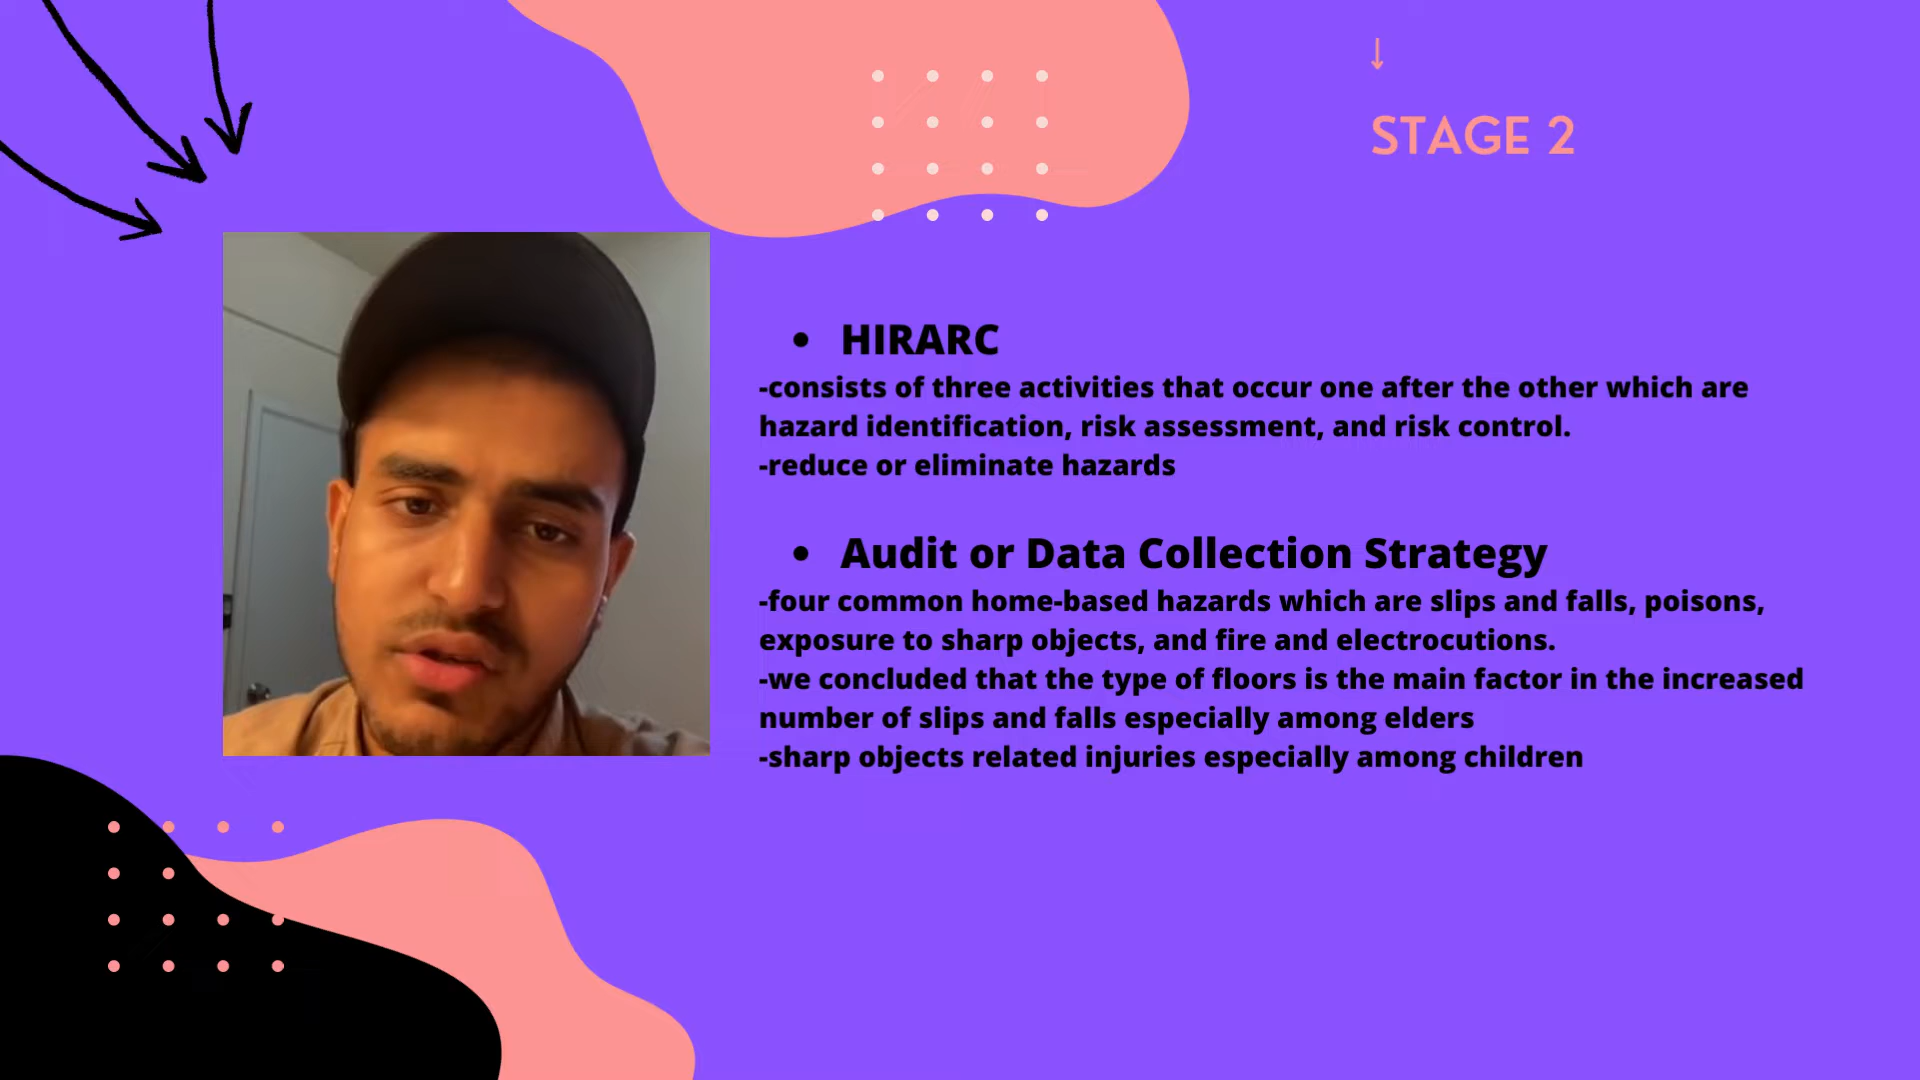 STAGE 2
• HIRARC
-consists of three activities that occur one after the other which are
hazard identification, risk assessment, and risk control.
-reduce or eliminate hazards
• Audit or Data Collection Strategy
-four common home-based hazards which are slips and falls, poisons,
exposure to sharp objects, and fire and electrocutions.
-we concluded that the type of floors is the main factor in the increased
number of slips and falls especially among elders
-sharp objects related injuries especially among children